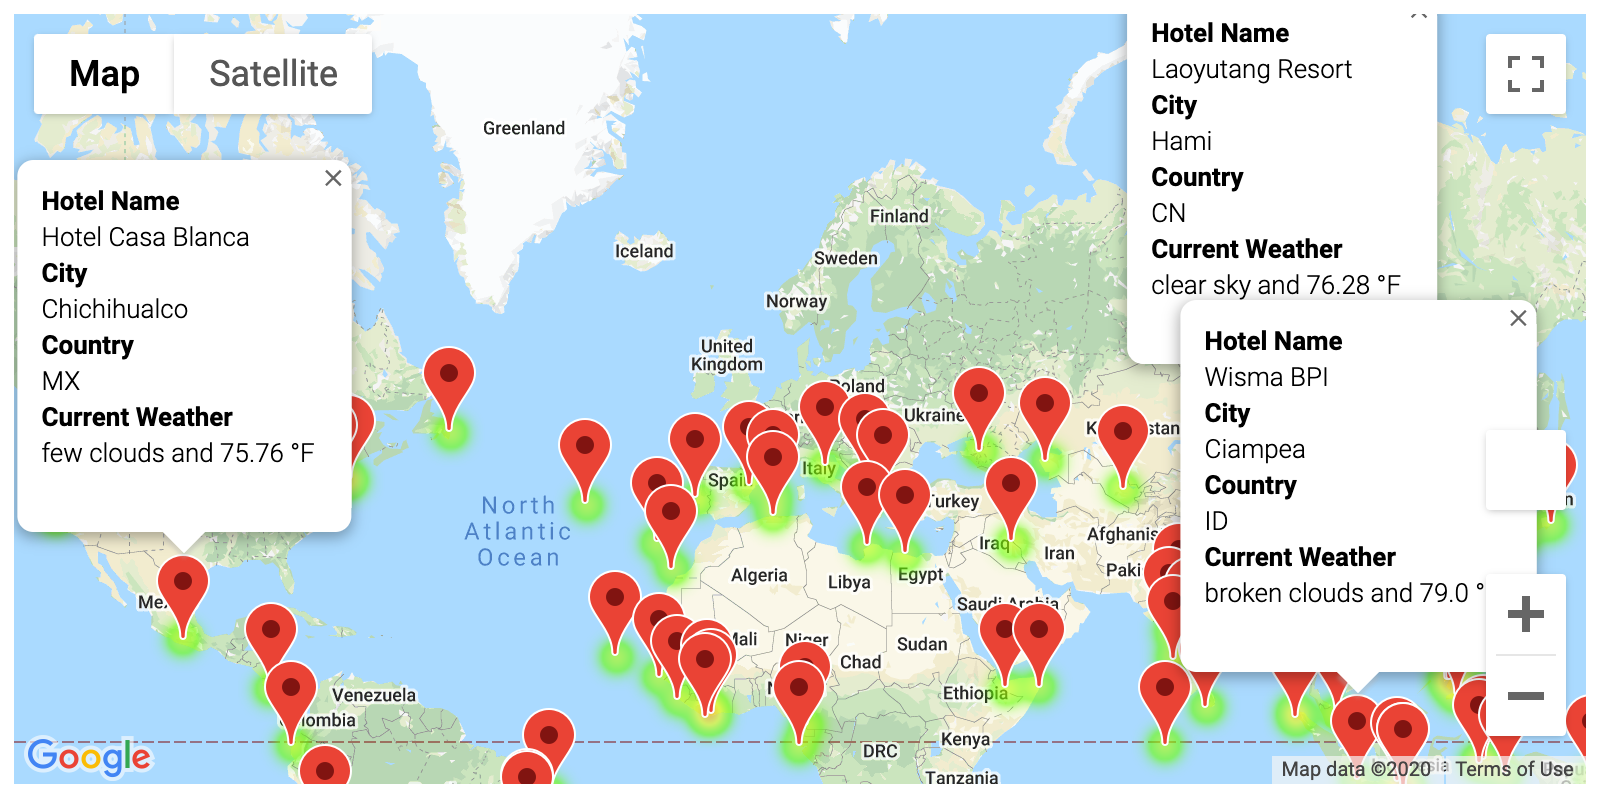 Map
Satellite
Hotel Name
Laoyutang Resort
City
Hami
Country
CN
Current Weather
clear sky and 76.28 °F
Hotel Name
Hotel Casa Blanca
City
Chichihualco
Country
MX
Current Weather
few clouds and 75.76 °F
Hotel Name
Wisma BPI
City
Ciampea
Country
ID
Current Weather
broken clouds and 79.0 °
Greenland
Finland
Iceland
Sweden
Norway
United
Kingdom
Poland
Ukraine
Spain
Italy
Turkey
North
Atlantic
Ocean
Afghanis
Iraq
Iran
Algeria
Libya
Egypt
Paki
Saudi Arabia
Mali
Niger
Sudan
Chad
Venezuela
Ethiopia
Kenya
DRC
Tanzania
Google
Map data ©2020
Terms of Use